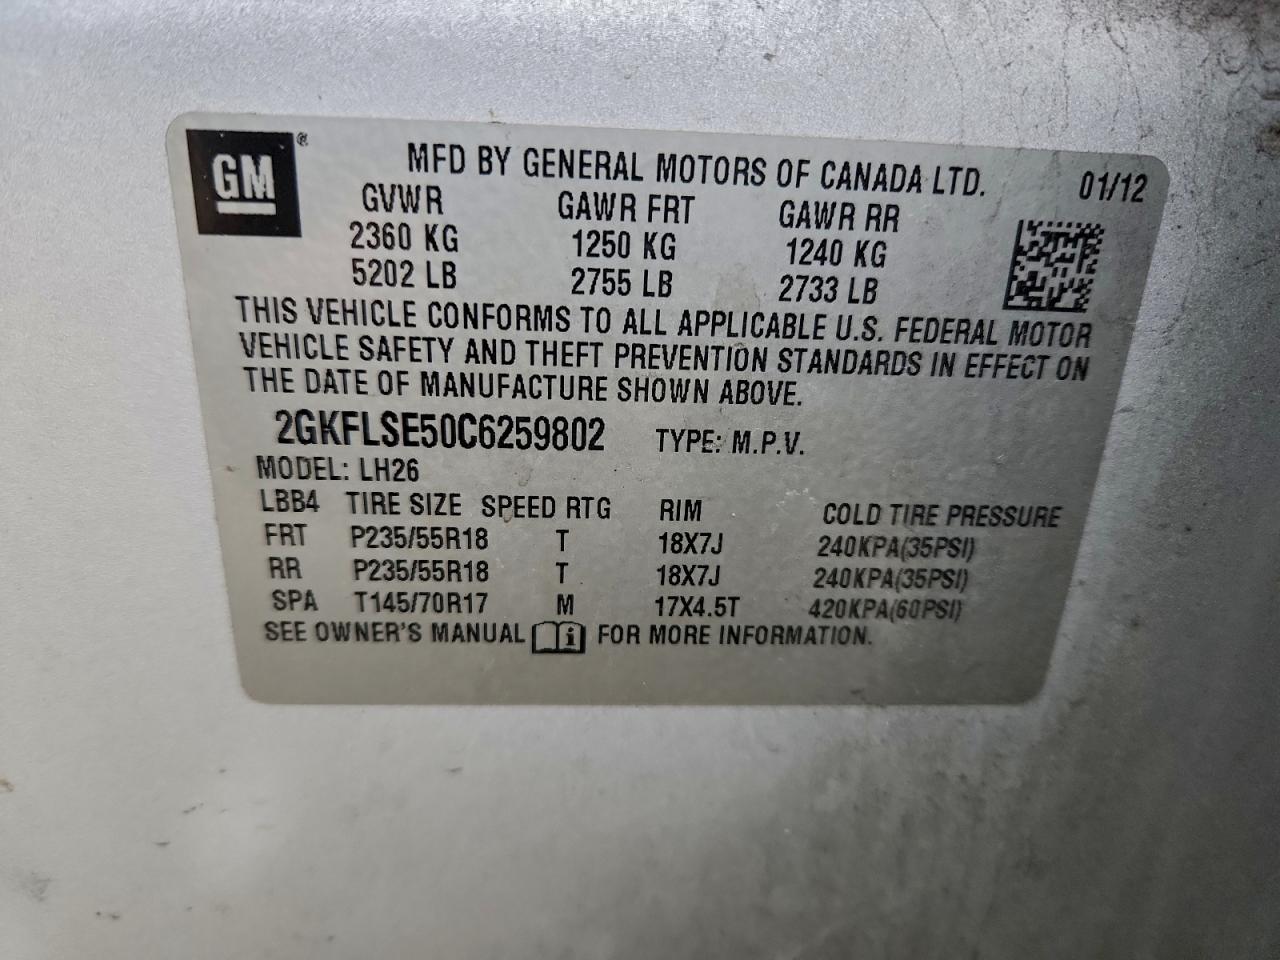 GM ® MFD BY GENERAL MOTORS OF CANADA LTD. 01/12
GVWR GAWR FRT GAWR RR
2360 KG 1250 KG 1240 KG
5202 LB 2755 LB 2733 LB
THIS VEHICLE CONFORMS TO ALL APPLICABLE U.S. FEDERAL MOTOR
VEHICLE SAFETY AND THEFT PREVENTION STANDARDS IN EFFECT ON
THE DATE OF MANUFACTURE SHOWN ABOVE.
2GKFLSE50C6259802 TYPE: M.P.V.
MODEL: LH26
LBB4 TIRE SIZE SPEED RTG RIM COLD TIRE PRESSURE
FRT P235/55R18 T 18X7J 240KPA(35PSI)
RR P235/55R18 T 18X7J 240KPA(35PSI)
SPA T145/70R17 M 17X4.5T 420KPA(60PSI)
SEE OWNER'S MANUAL i FOR MORE INFORMATION.